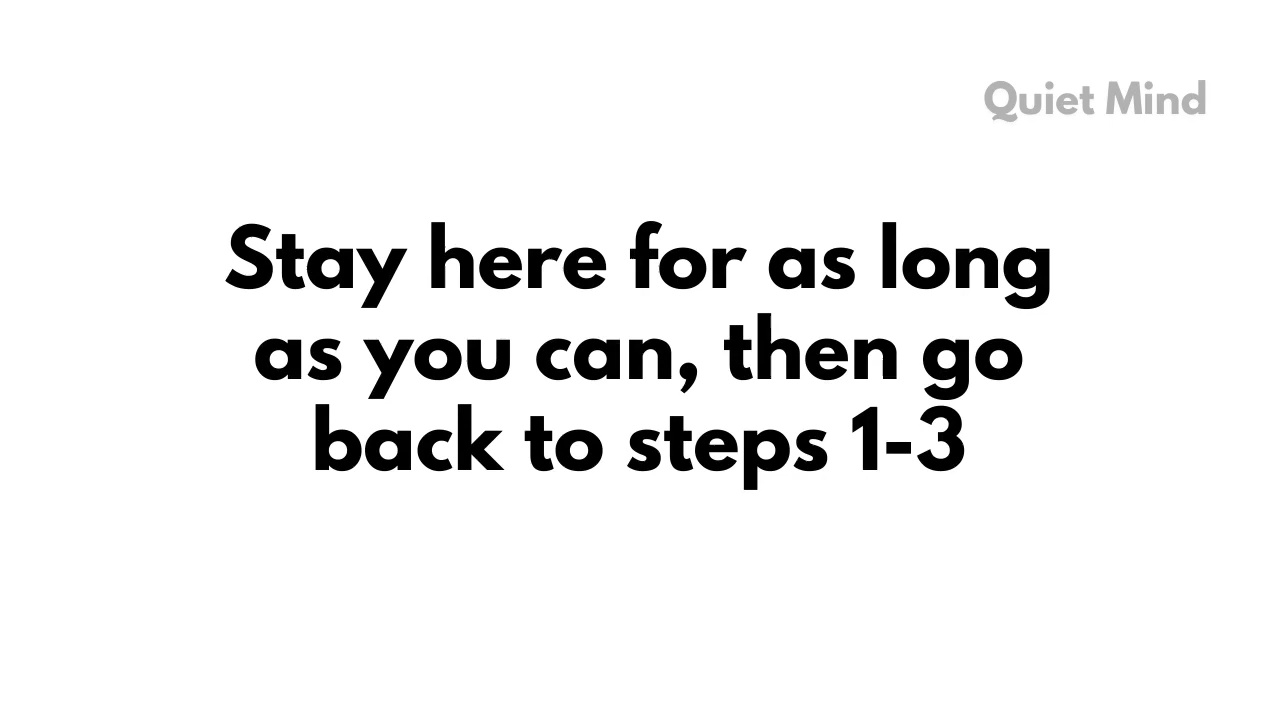 Quiet Mind
Stay here for as long
as you can, then go
back to steps 1-3